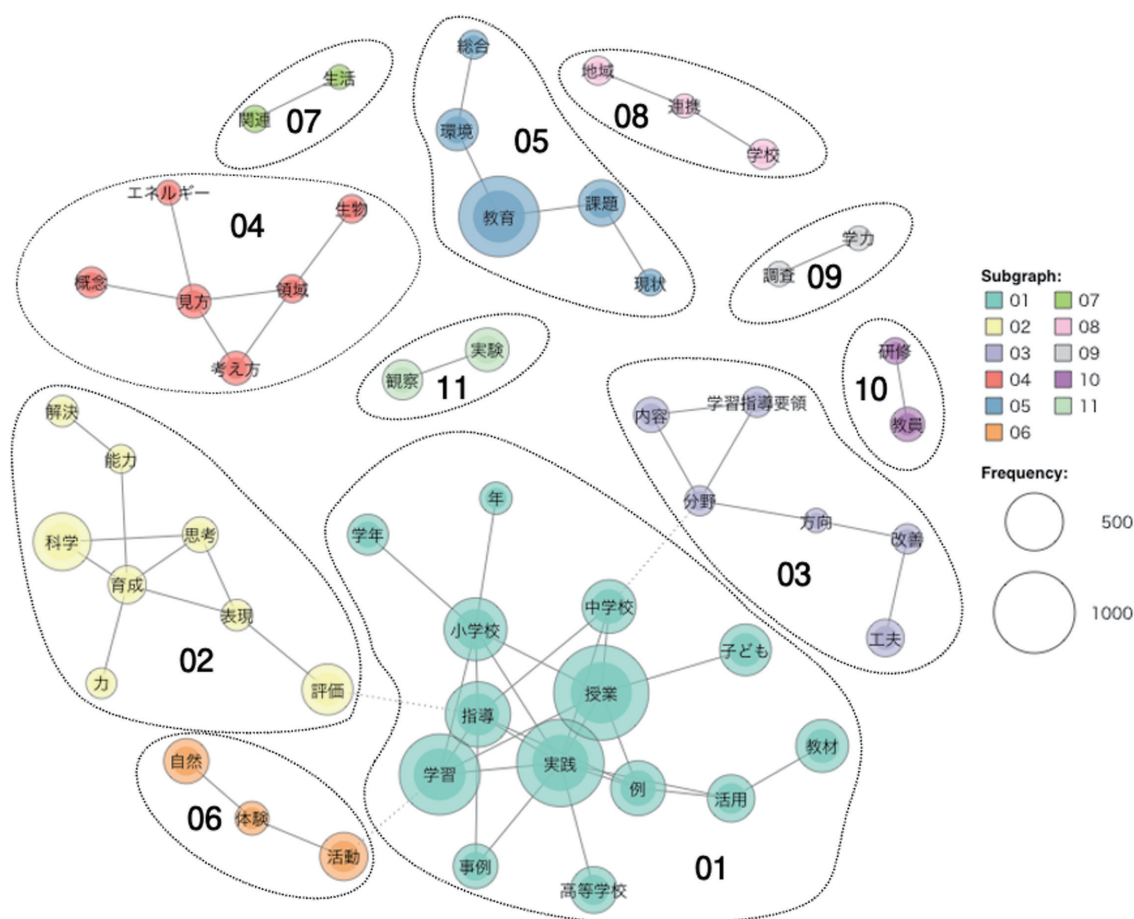 総合
生活
関連
07
環境
05
教育
課題
現状
地域
連携
08
学校
エネルギー
生物
04
概念
見方
領域
考え方
学力
調査
09
実験
観察
11
研修
10
教員
Subgraph:
01
07
02
08
03
09
04
10
05
11
06
Frequency:
500
1000
解決
能力
科学
思考
育成
表現
02
力
評価
内容
学習指導要領
分野
方向
改善
03
工夫
年
学年
中学校
小学校
子ども
授業
指導
実践
学習
例
活用
教材
事例
高等学校
01
自然
06
体験
活動